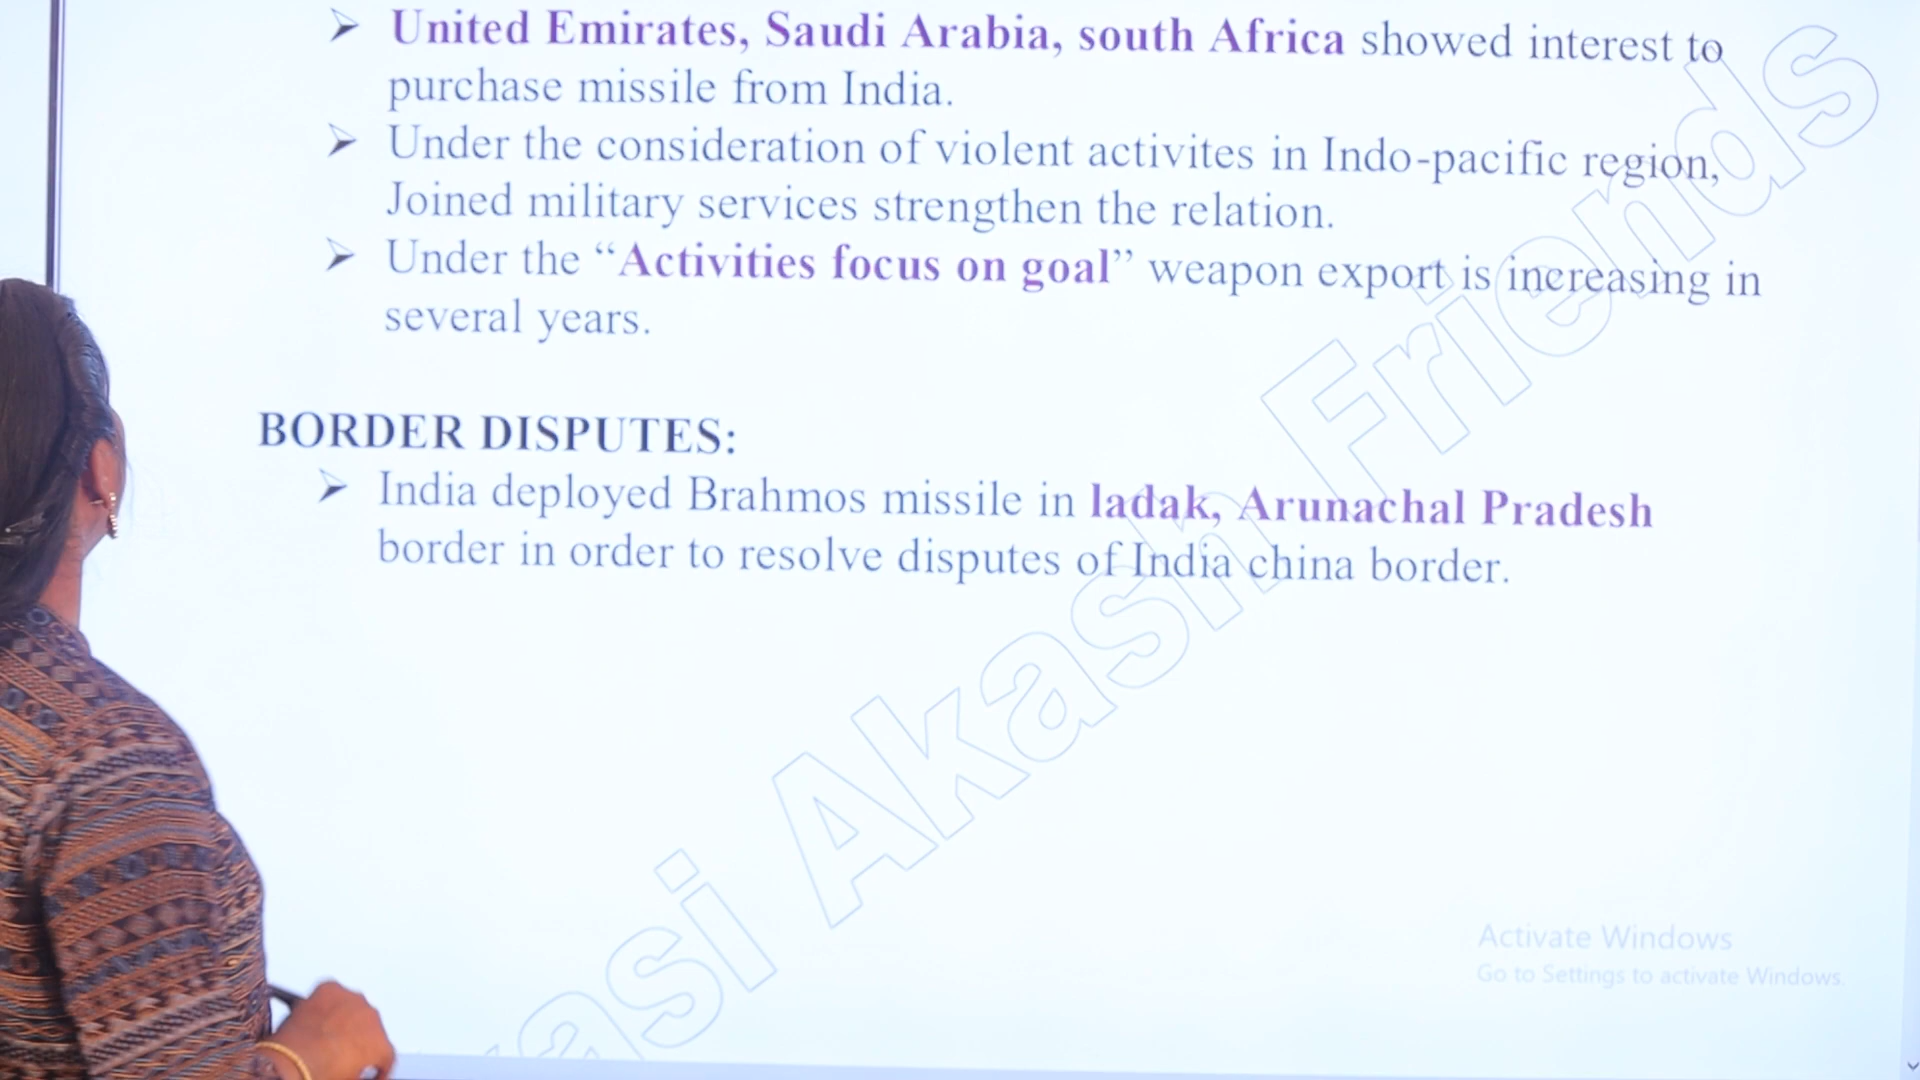 ➢ United Emirates, Saudi Arabia, south Africa showed interest to
purchase missile from India.
➢ Under the consideration of violent activites in Indo-pacific region,
Joined military services strengthen the relation.
➢ Under the “Activities focus on goal” weapon export is increasing in
several years.
BORDER DISPUTES:
➢ India deployed Brahmos missile in ladak, Arunachal Pradesh
border in order to resolve disputes of India china border.
asi Akash Friends
Activate Windows
Go to Settings to activate Windows.